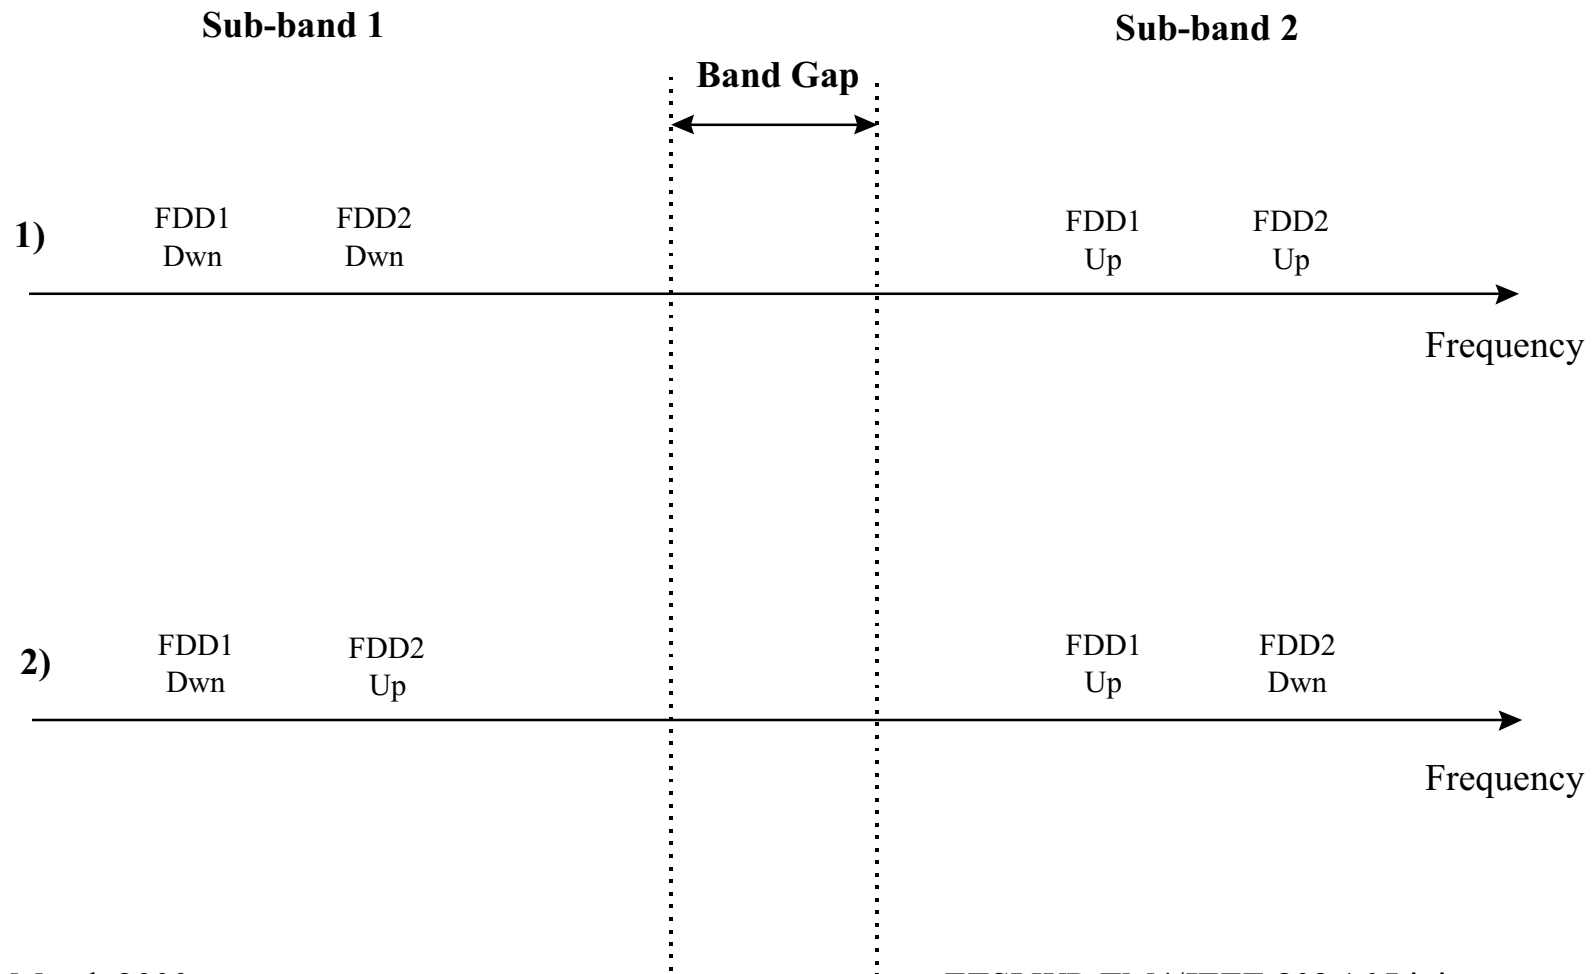 Sub-band 1
Sub-band 2
Band Gap
1)
FDD1
Dwn
FDD2
Dwn
FDD1
Up
FDD2
Up
Frequency
2)
FDD1
Dwn
FDD2
Up
FDD1
Up
FDD2
Dwn
Frequency